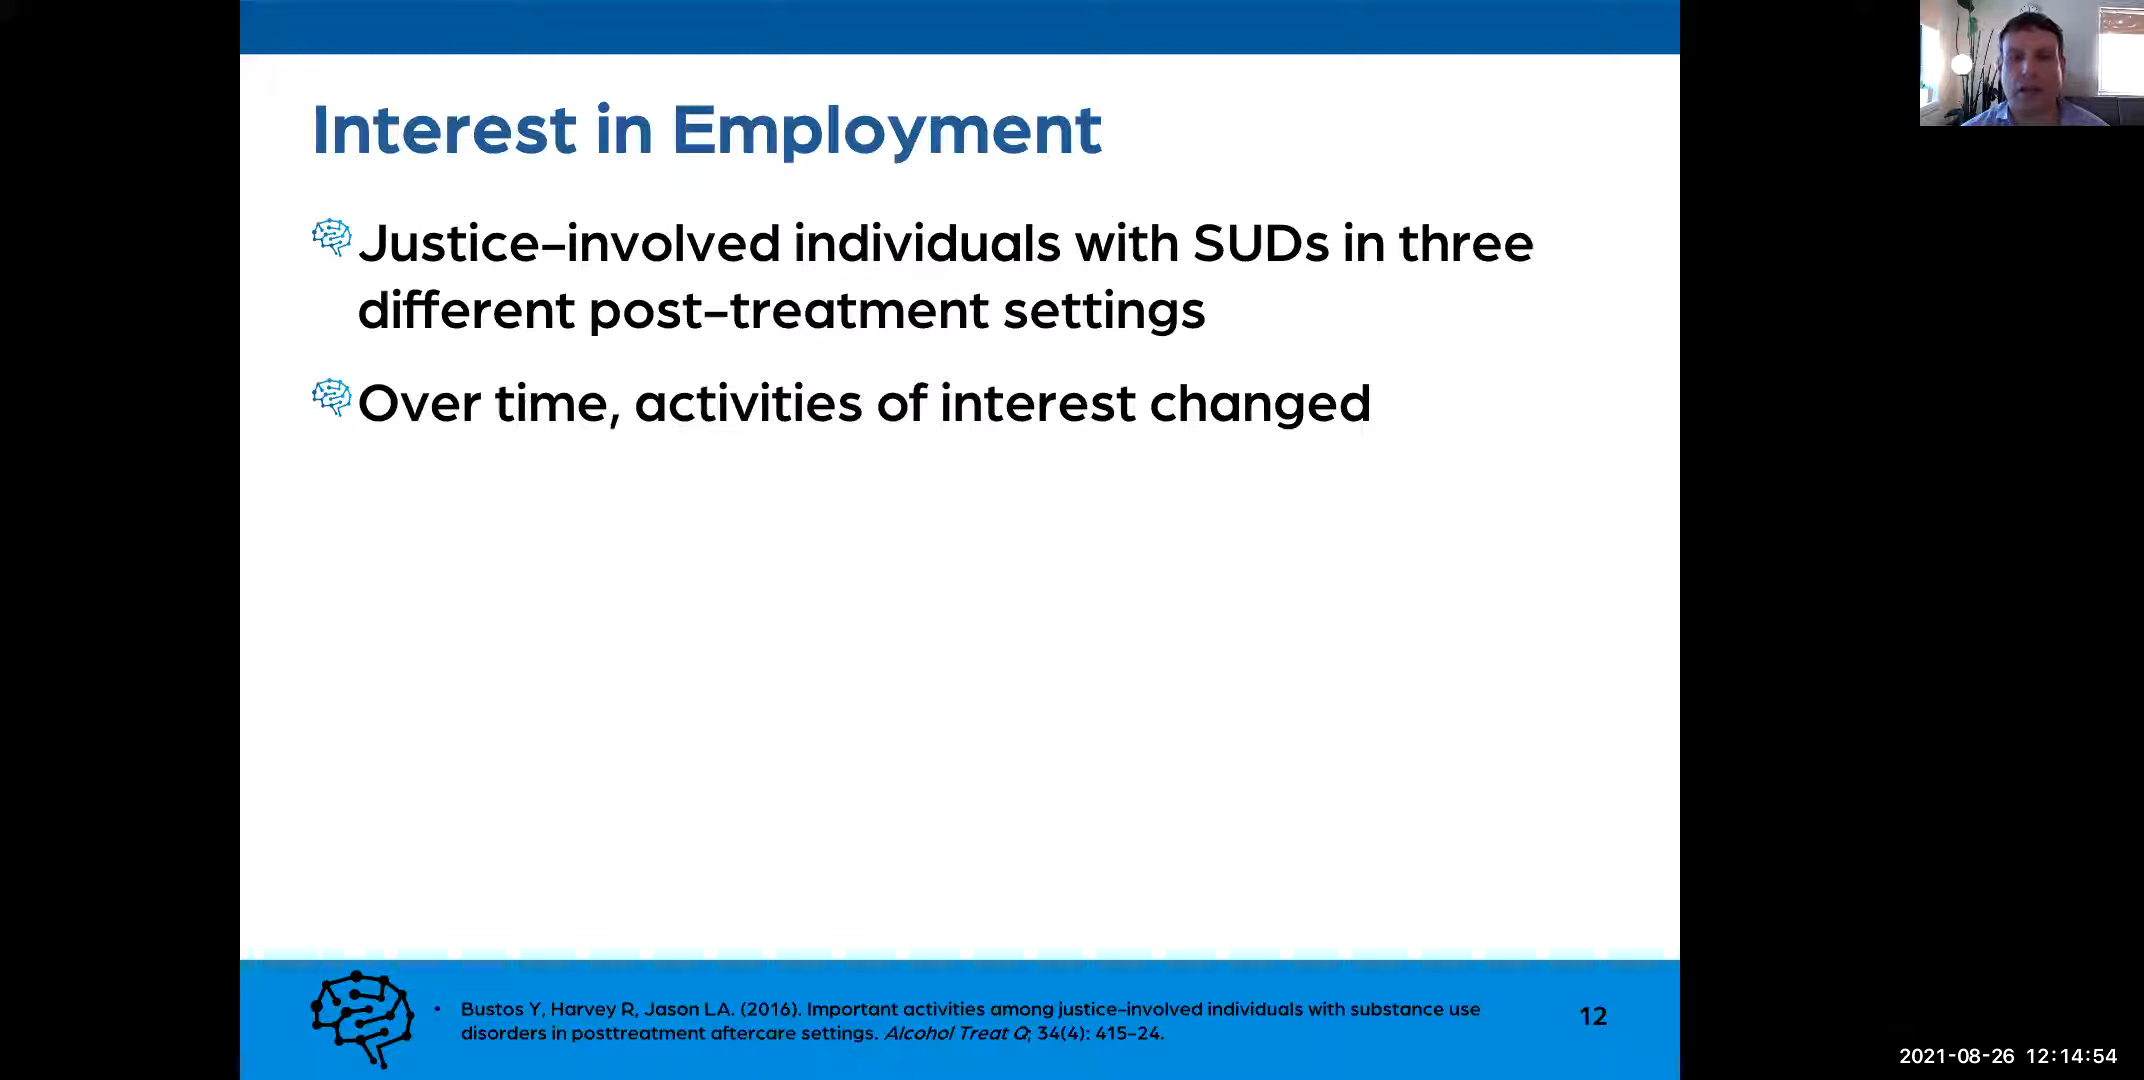 Interest in Employment
Justice-involved individuals with SUDs in three
different post-treatment settings
Over time, activities of interest changed
• Bustos Y, Harvey R, Jason LA. (2016). Important activities among justice-involved individuals with substance use
disorders in posttreatment aftercare settings. Alcohol Treat Q; 34(4): 415-24.
12
2021-08-26 12:14:54